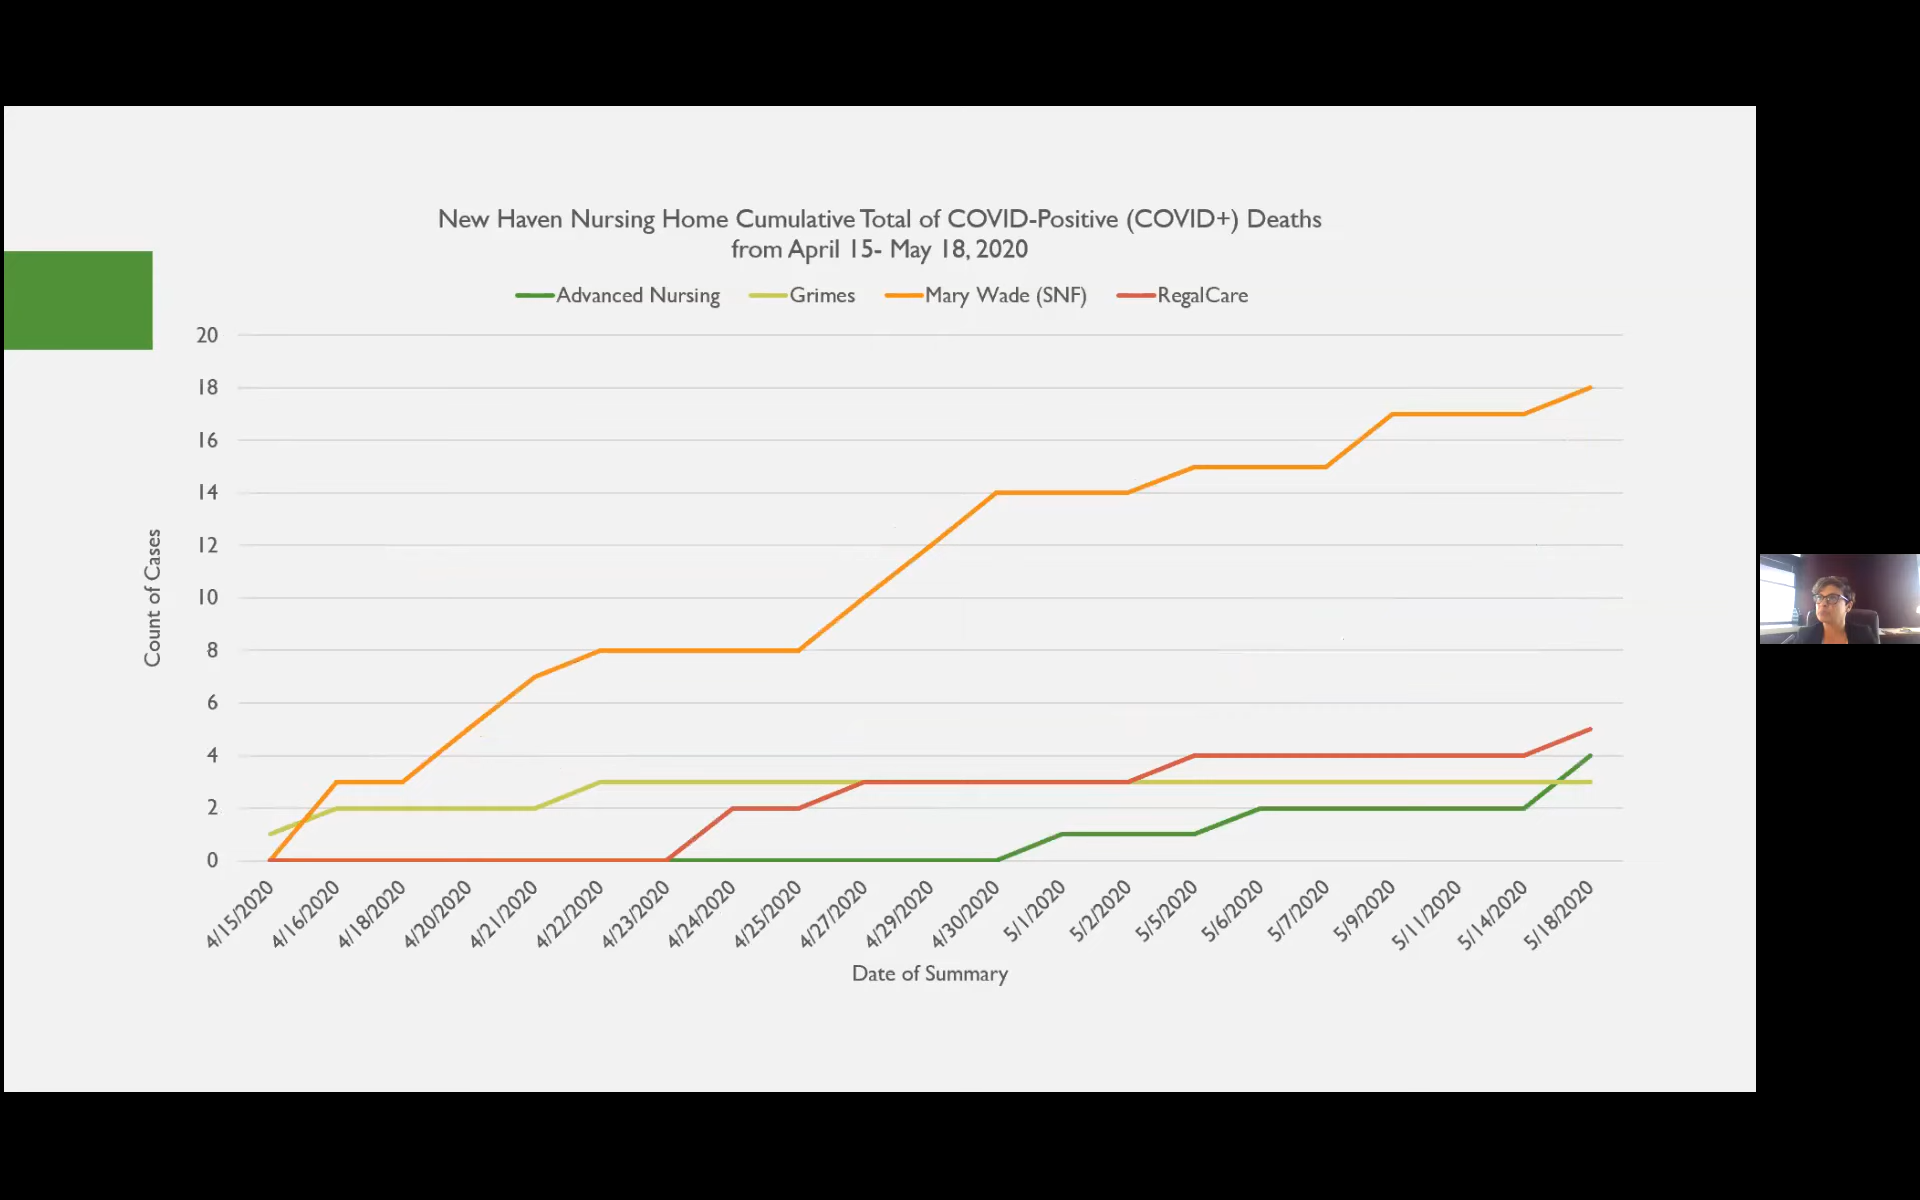 New Haven Nursing Home Cumulative Total of COVID-Positive (COVID+) Deaths
from April 15- May 18, 2020
Advanced Nursing Grimes Mary Wade (SNF) RegalCare
20
18
16
14
12
10
8
6
4
2
0
Count of Cases
4/15/2020 4/16/2020 4/18/2020 4/20/2020 4/21/2020 4/22/2020 4/23/2020 4/24/2020 4/25/2020 4/27/2020 4/29/2020 4/30/2020 5/1/2020 5/2/2020 5/5/2020 5/6/2020 5/7/2020 5/9/2020 5/11/2020 5/14/2020 5/18/2020
Date of Summary